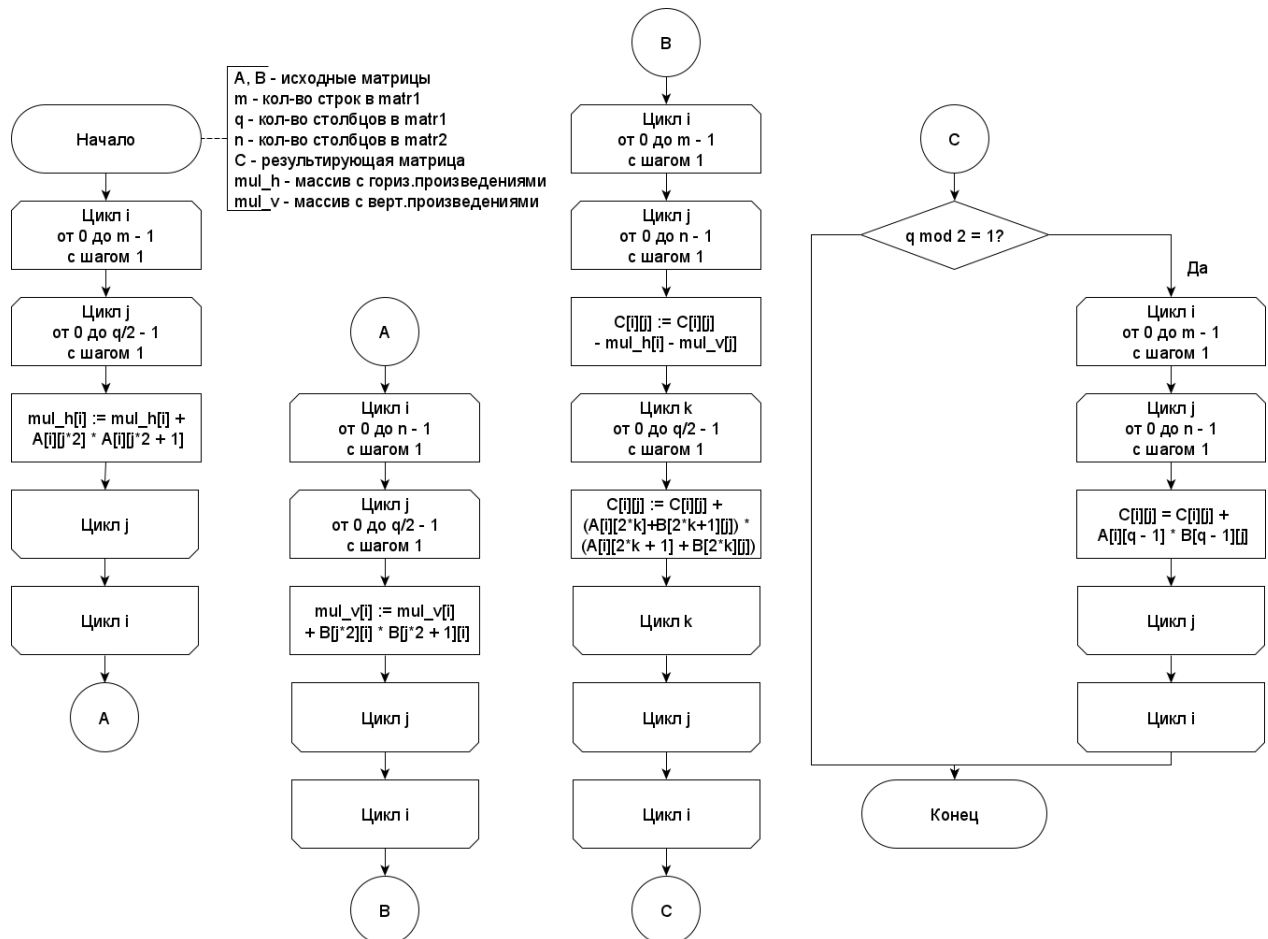 Начало
A, B - исходные матрицы
m - кол-во строк в matr1
q - кол-во столбцов в matr1
n - кол-во столбцов в matr2
C - результирующая матрица
mul_h - массив с гориз.произведениями
mul_v - массив с верт.произведениями
Цикл i
от 0 до m - 1
с шагом 1
Цикл j
от 0 до q/2 - 1
с шагом 1
mul_h[i] := mul_h[i] +
A[i][j*2] * A[i][j*2 + 1]
Цикл j
Цикл i
A
A
Цикл i
от 0 до n - 1
с шагом 1
Цикл j
от 0 до q/2 - 1
с шагом 1
mul_v[i] := mul_v[i]
+ B[j*2][i] * B[j*2 + 1][i]
Цикл j
Цикл i
B
B
Цикл i
от 0 до m - 1
с шагом 1
Цикл j
от 0 до n - 1
с шагом 1
C[i][j] := C[i][j]
- mul_h[i] - mul_v[j]
Цикл k
от 0 до q/2 - 1
с шагом 1
C[i][j] := C[i][j] +
(A[i][2*k]+B[2*k+1][j]) *
(A[i][2*k + 1] + B[2*k][j])
Цикл k
Цикл j
Цикл i
C
C
q mod 2 = 1?
Да
Цикл i
от 0 до m - 1
с шагом 1
Цикл j
от 0 до n - 1
с шагом 1
C[i][j] = C[i][j] +
A[i][q - 1] * B[q - 1][j]
Цикл j
Цикл i
Конец